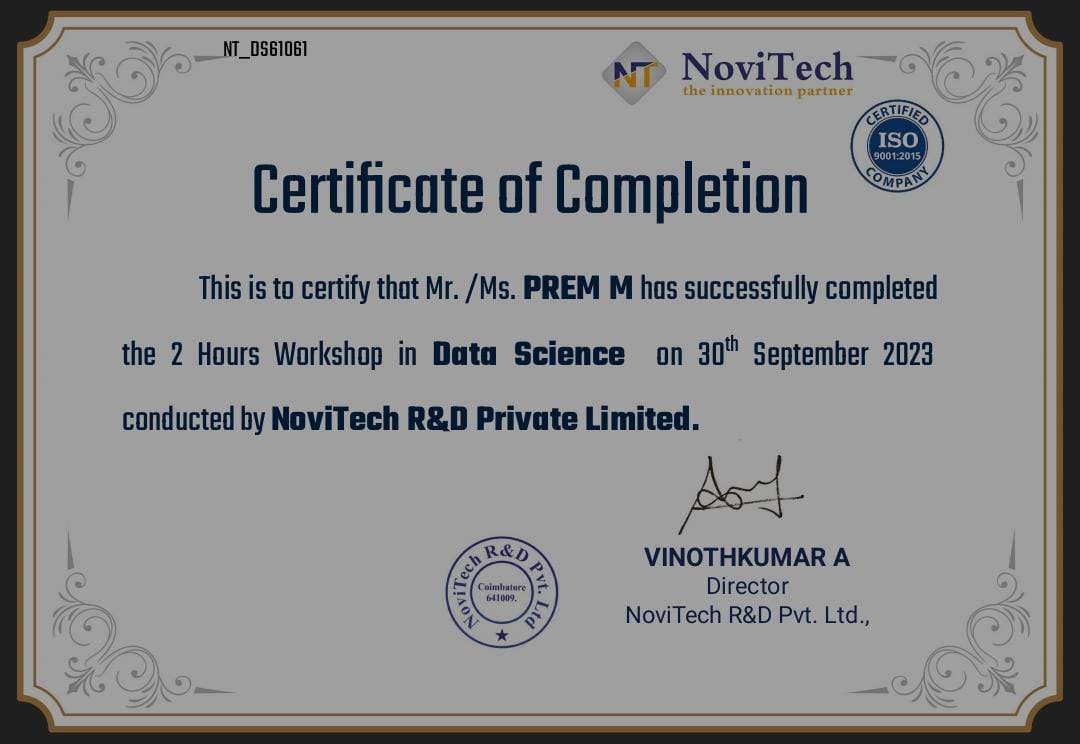 NT_DS61061
NT NoviTech
the innovation partner
CERTIFIED
ISO
9001:2015
COMPANY
Certificate of Completion
This is to certify that Mr. /Ms. PREM M has successfully completed
the 2 Hours Workshop in Data Science on 30th September 2023
conducted by NoviTech R&D Private Limited.
NoviTech R&D Pvt. Ltd
Coimbatore
641009.
VINOTHKUMAR A
Director
NoviTech R&D Pvt. Ltd.,